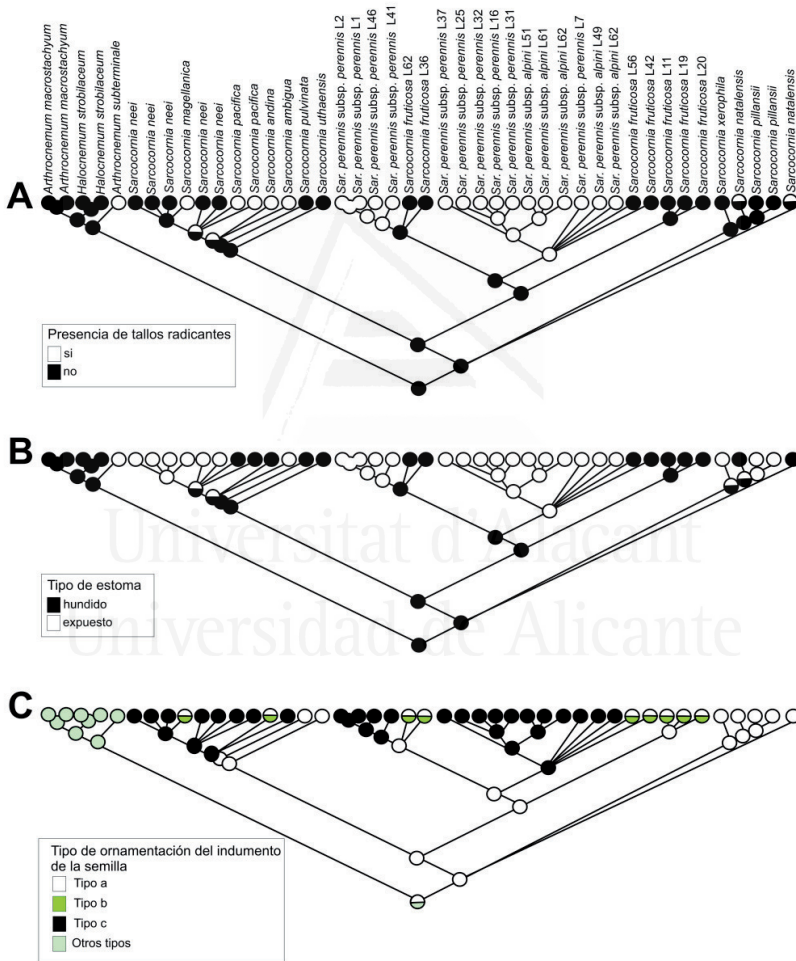 Arthrocnemum macrostachyum
Arthrocnemum macrostachyum
Halocnemum strobilaceum
Halocnemum strobilaceum
Arthrocnemum subterminale
Sarcocornia neei
Sarcocornia neei
Sarcocornia neei
Sarcocornia magellanica
Sarcocornia neei
Sarcocornia neei
Sarcocornia pacifica
Sarcocornia pacifica
Sarcocornia andina
Sarcocornia ambigua
Sarcocornia pulvinata
Sarcocornia uthaensis
Sar. perennis subsp. perennis L2
Sar. perennis subsp. perennis L1
Sar. perennis subsp. perennis L46
Sar. perennis subsp. perennis L41
Sarcocornia fruticosa L62
Sarcocornia fruticosa L36
Sar. perennis subsp. perennis L37
Sar. perennis subsp. perennis L25
Sar. perennis subsp. perennis L32
Sar. perennis subsp. perennis L16
Sar. perennis subsp. perennis L31
Sar. perennis subsp. alpini L51
Sar. perennis subsp. alpini L61
Sar. perennis subsp. alpini L62
Sar. perennis subsp. perennis L7
Sar. perennis subsp. alpini L49
Sar. perennis subsp. alpini L62
Sarcocornia fruticosa L56
Sarcocornia fruticosa L42
Sarcocornia fruticosa L11
Sarcocornia fruticosa L19
Sarcocornia fruticosa L20
Sarcocornia xerophila
Sarcocornia natalensis
Sarcocornia pillansii
Sarcocornia pillansii
Sarcocornia natalensis
A
Presencia de tallos radicantes
si
no
B
Universitat d'Alacant
Tipo de estoma
hundido
expuesto
Universidad de Alicante
C
Tipo de ornamentación del indumento
de la semilla
Tipo a
Tipo b
Tipo c
Otros tipos